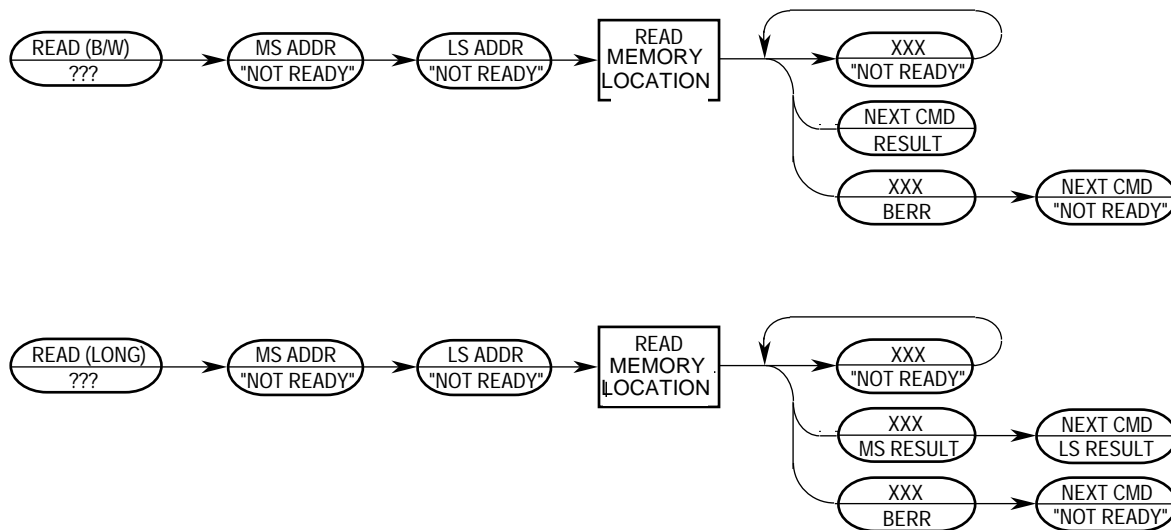 READ (B/W)
???
MS ADDR
"NOT READY"
LS ADDR
"NOT READY"
READ
MEMORY
LOCATION
XXX
"NOT READY"
NEXT CMD
RESULT
XXX
BERR
NEXT CMD
"NOT READY"
READ (LONG)
???
MS ADDR
"NOT READY"
LS ADDR
"NOT READY"
READ
MEMORY
LOCATION
XXX
"NOT READY"
XXX
MS RESULT
NEXT CMD
LS RESULT
XXX
BERR
NEXT CMD
"NOT READY"